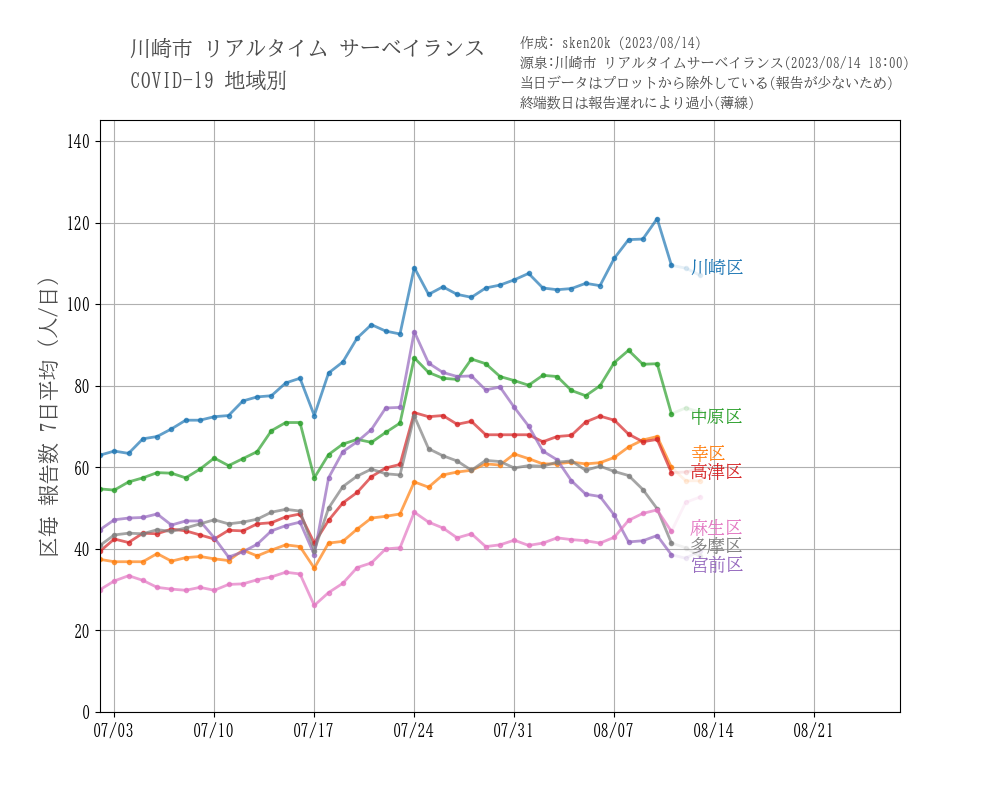 川崎市 リアルタイム サーベイランス
COVID-19 地域別
作成: sken20k (2023/08/14)
源泉:川崎市 リアルタイムサーベイランス(2023/08/14 18:00)
当日データはプロットから除外している(報告が少ないため)
終端数日は報告遅れにより過小(薄線)
区毎 報告数 7日平均 (人/日)
140
120
100
80
60
40
20
0
川崎区
中原区
幸区
高津区
麻生区
多摩区
宮前区
07/03
07/10
07/17
07/24
07/31
08/07
08/14
08/21